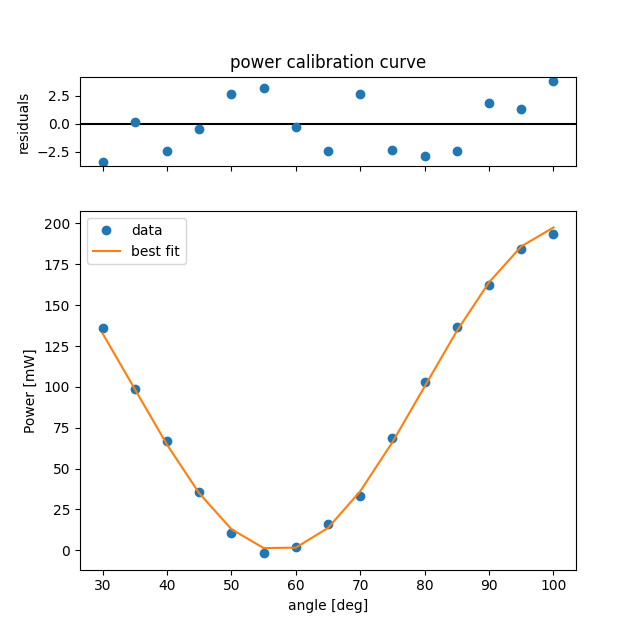 power calibration curve
residuals
2.5
0.0
−2.5
Power [mW]
200
175
150
125
100
75
50
25
0
data
best fit
30 40 50 60 70 80 90 100
angle [deg]